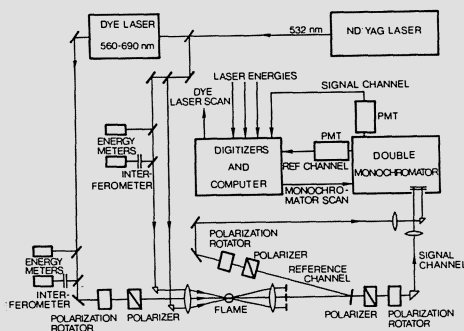 DYE LASER
560-690 nm
532 nm
ND YAG LASER
LASER ENERGIES
SIGNAL CHANNEL
DYE
LASER SCAN
PMT
PMT
ENERGY
METERS
INTER-
FEROMETER
DIGITIZERS
AND
COMPUTER
REF CHANNEL
DOUBLE
MONOCHROMATOR
MONOCHRO-
MATOR SCAN
POLARIZATION
ROTATOR
POLARIZER
ENERGY
METERS
INTER-
FEROMETER
REFERENCE
CHANNEL
SIGNAL
CHANNEL
POLARIZATION
ROTATOR
POLARIZER
FLAME
POLARIZER
POLARIZATION
ROTATOR